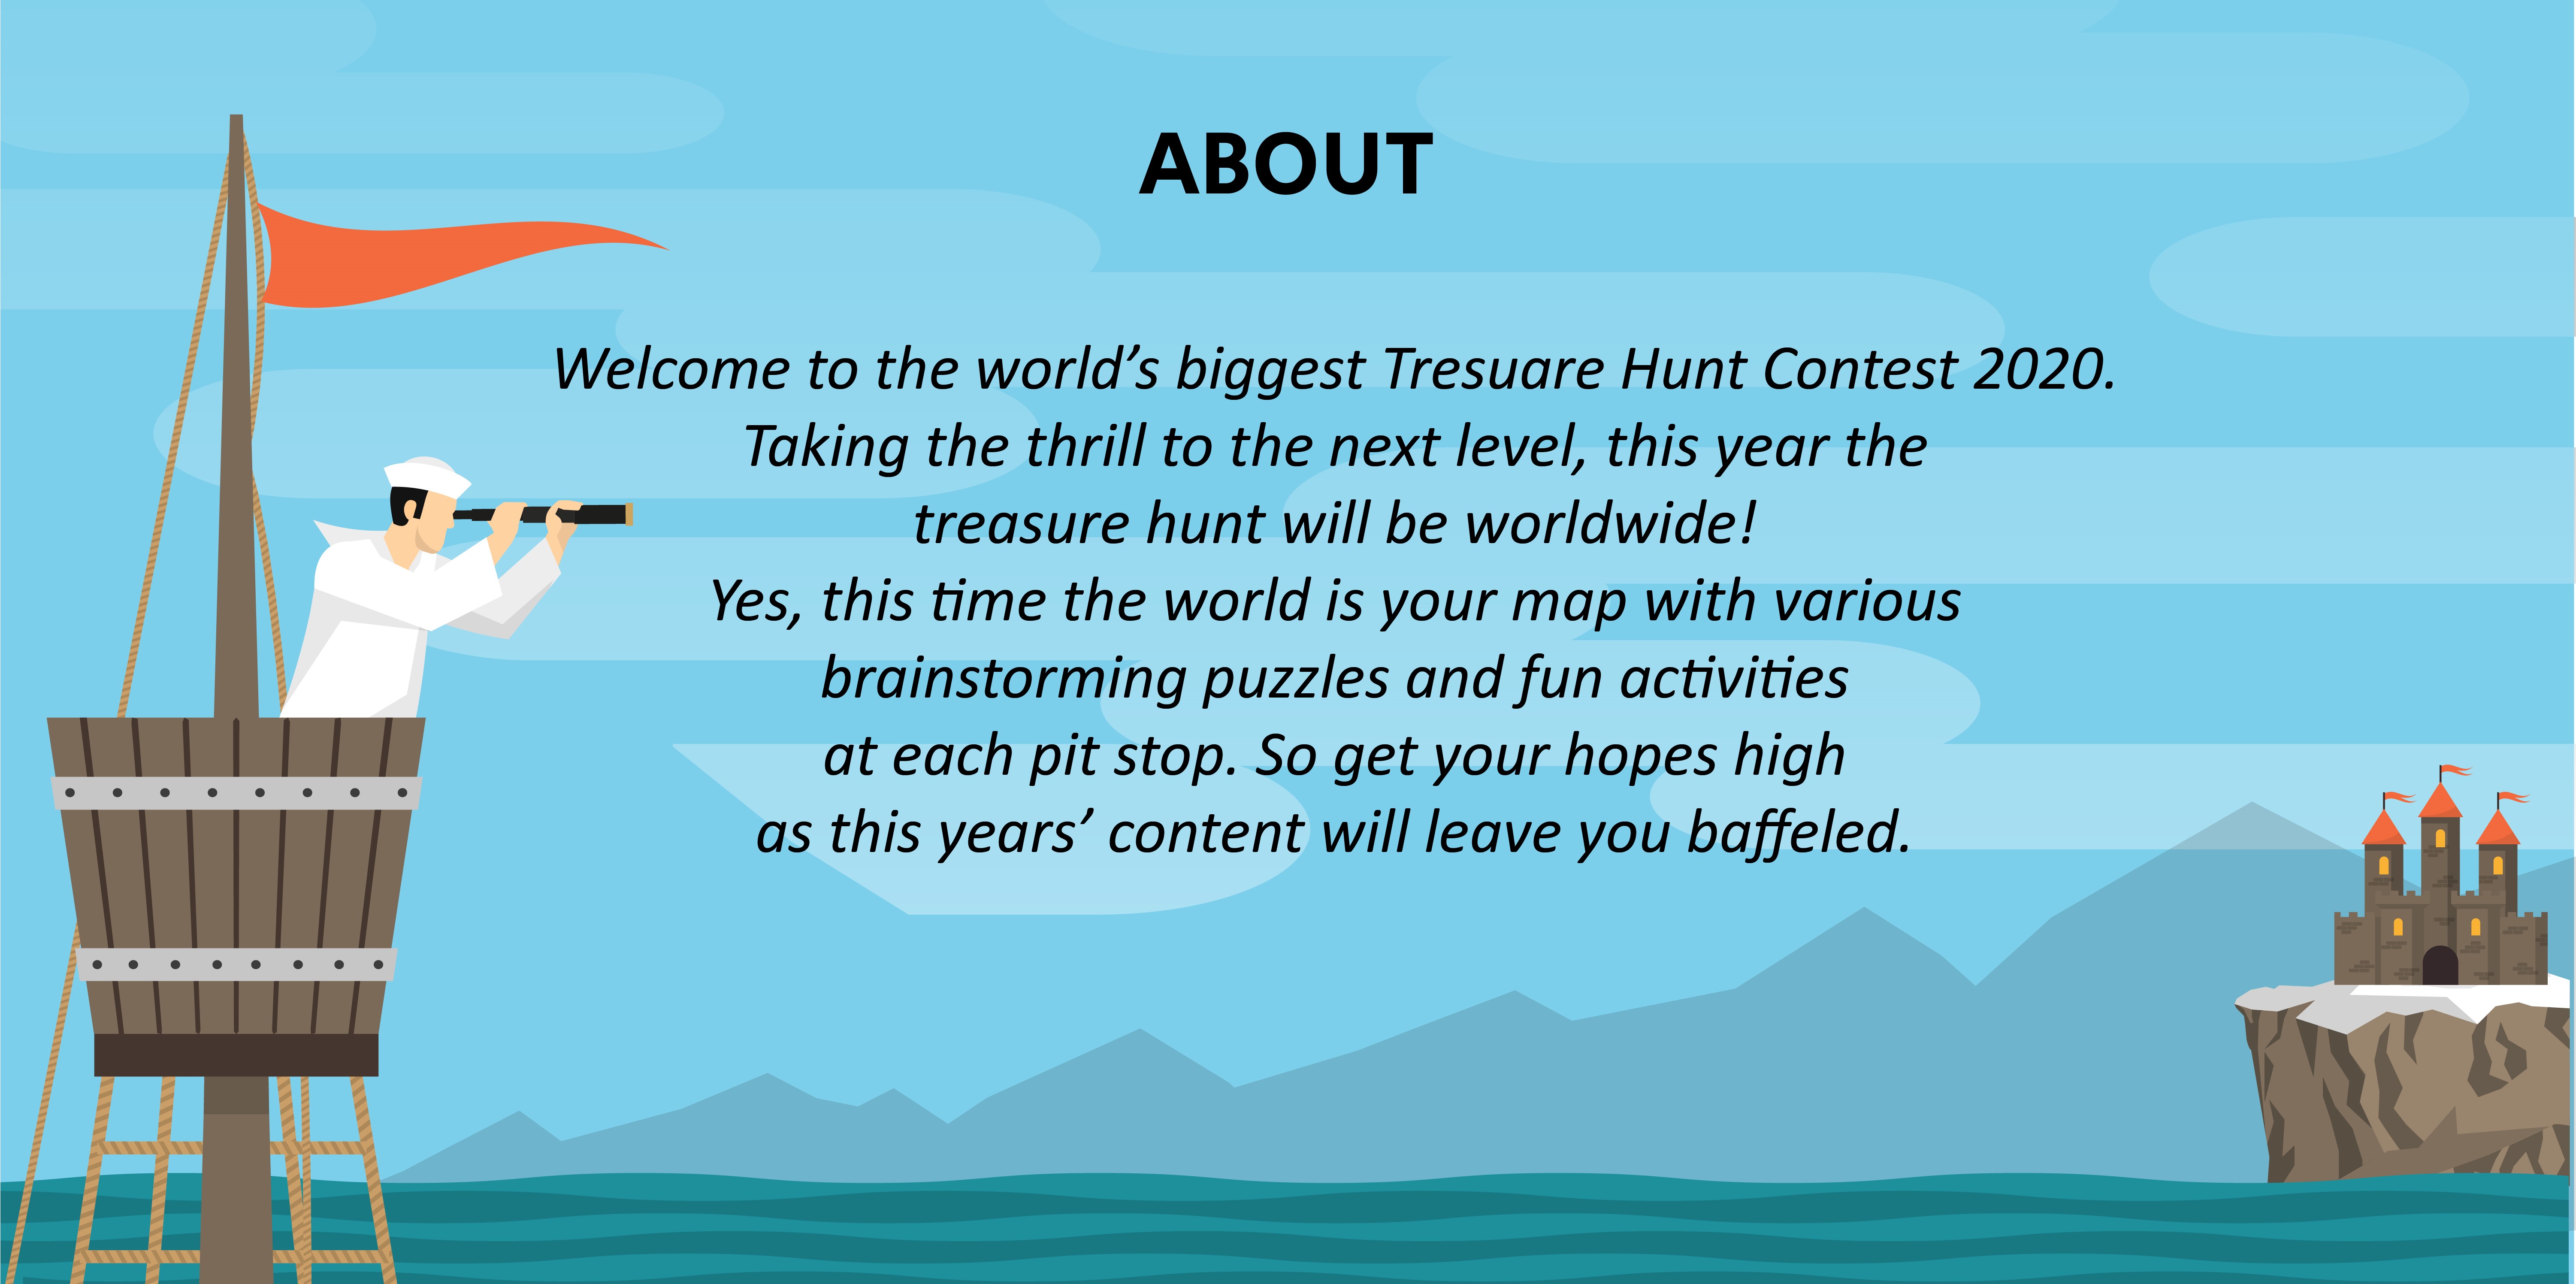 ABOUT
Welcome to the world’s biggest Tresuare Hunt Contest 2020.
Taking the thrill to the next level, this year the
treasure hunt will be worldwide!
Yes, this time the world is your map with various
brainstorming puzzles and fun activities
at each pit stop. So get your hopes high
as this years’ content will leave you baffeled.